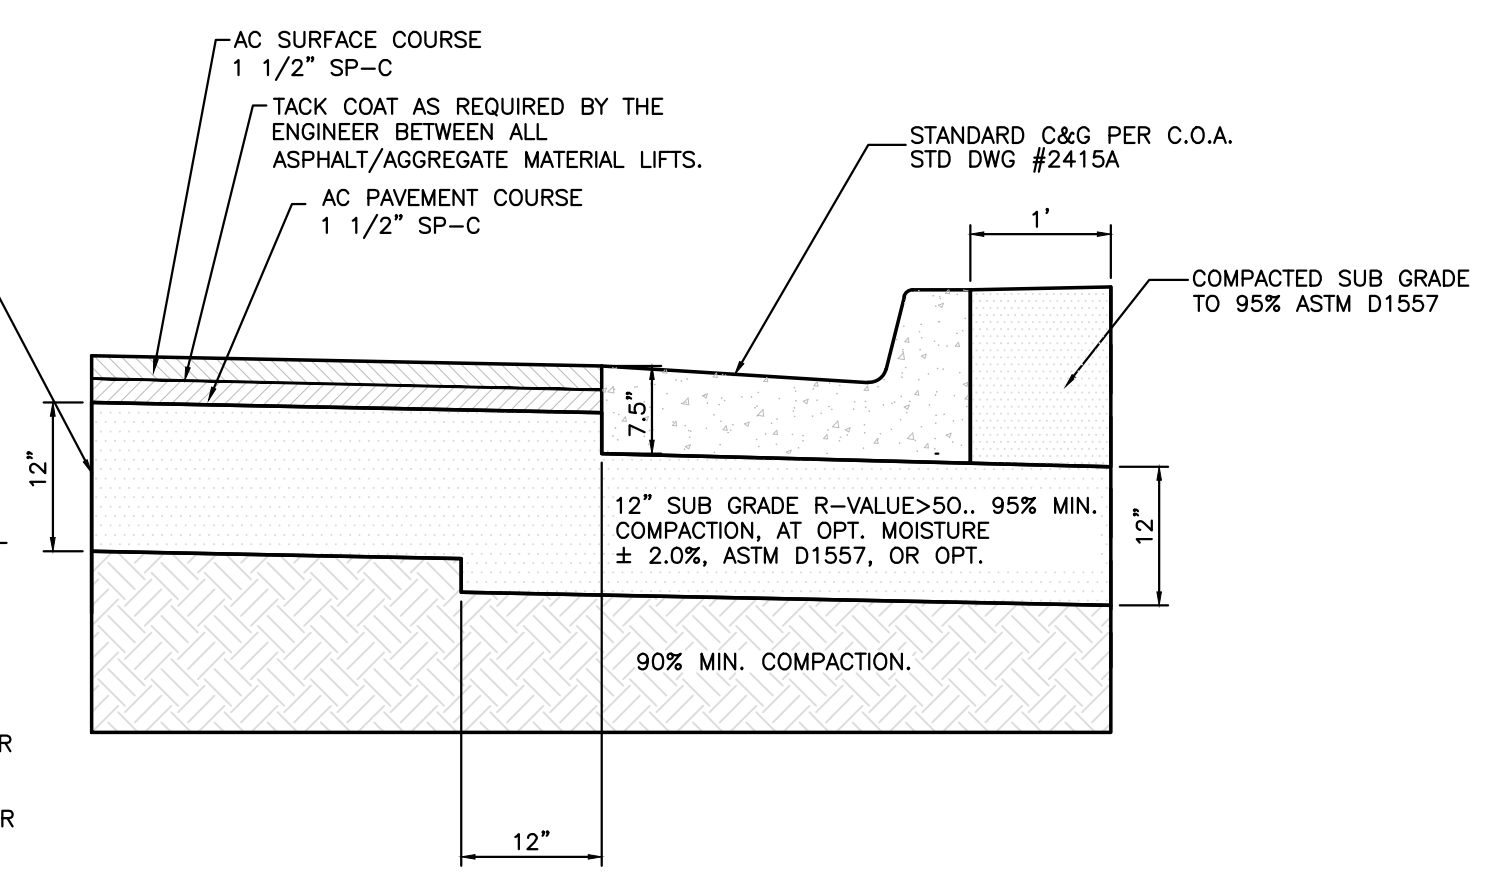 AC SURFACE COURSE
1 1/2" SP-C
TACK COAT AS REQUIRED BY THE
ENGINEER BETWEEN ALL
ASPHALT/AGGREGATE MATERIAL LIFTS.
AC PAVEMENT COURSE
1 1/2" SP-C
STANDARD C&G PER C.O.A.
STD DWG #2415A
1'
COMPACTED SUB GRADE
TO 95% ASTM D1557
7.5"
12"
12" SUB GRADE R-VALUE>50.. 95% MIN.
COMPACTION, AT OPT. MOISTURE
± 2.0%, ASTM D1557, OR OPT.
12"
90% MIN. COMPACTION.
R
R
12"